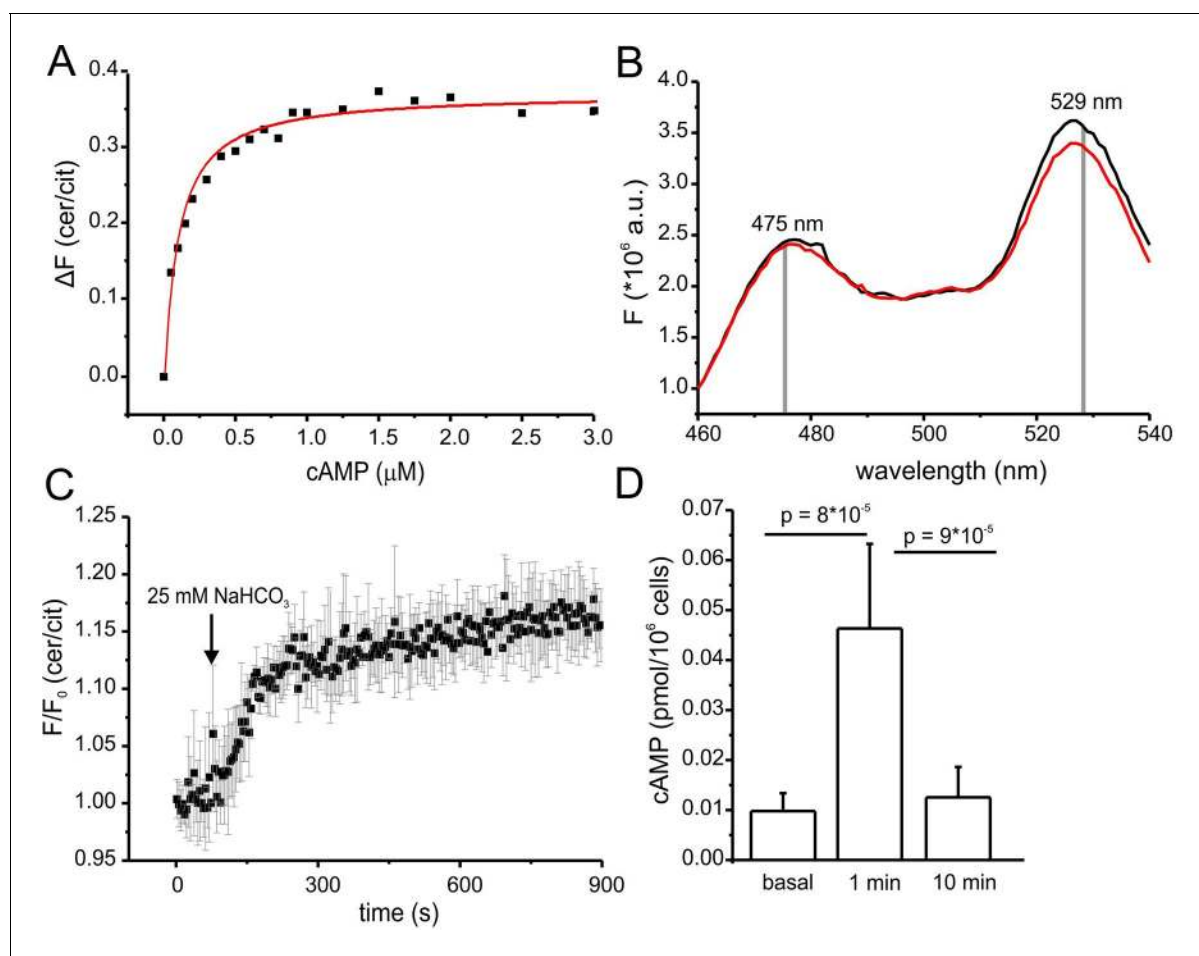 A
0.4
0.3
0.2
0.1
0.0
ΔF (cer/cit)
0.0 0.5 1.0 1.5 2.0 2.5 3.0
cAMP (μM)
B
4.0
3.5
3.0
2.5
2.0
1.5
1.0
F (*10⁶ a.u.)
475 nm
529 nm
460 480 500 520 540
wavelength (nm)
C
1.25
1.20
1.15
1.10
1.05
1.00
0.95
F/F₀ (cer/cit)
25 mM NaHCO₃
0 300 600 900
time (s)
D
0.07
0.06
0.05
0.04
0.03
0.02
0.01
0.00
cAMP (pmol/10⁶ cells)
p = 8*10⁻⁵
p = 9*10⁻⁵
basal 1 min 10 min